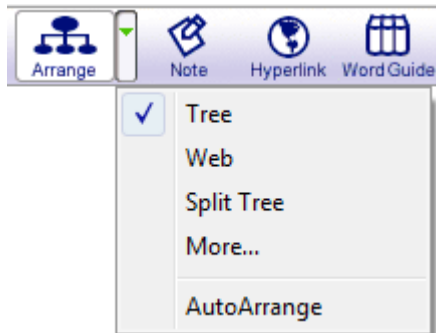 Arrange Note Hyperlink Word Guide
Tree
Web
Split Tree
More...
AutoArrange